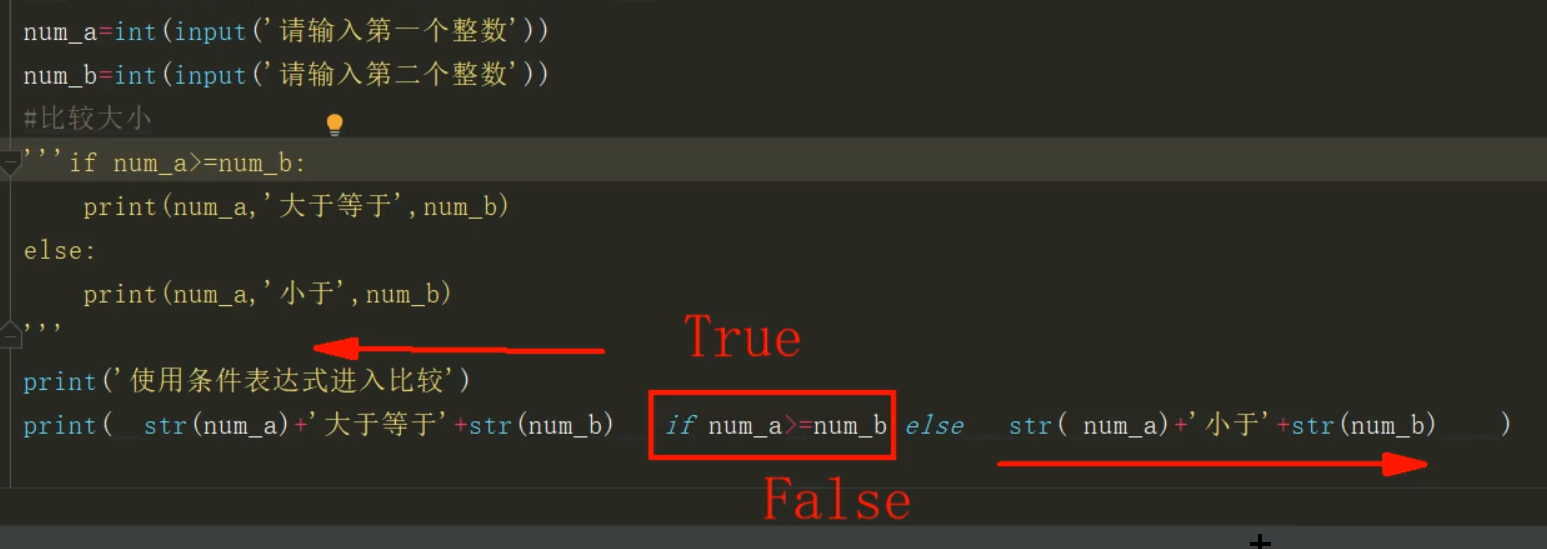 num_a=int(input('请输入第一个整数'))
num_b=int(input('请输入第二个整数'))
#比较大小
'''if num_a>=num_b:
    print(num_a,'大于等于',num_b)
else:
    print(num_a,'小于',num_b)
'''
True
print('使用条件表达式进入比较')
print(  str(num_a)+'大于等于'+str(num_b)   if num_a>=num_b else   str( num_a)+'小于'+str(num_b)    )
False